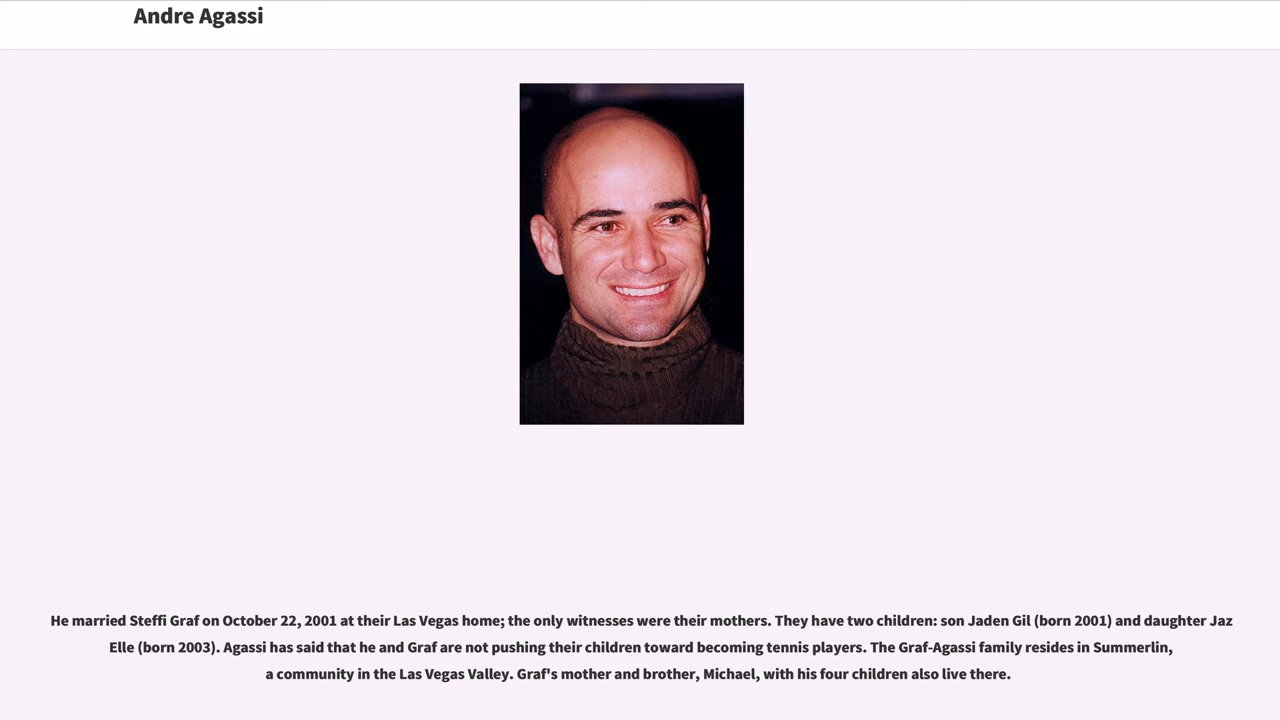 Andre Agassi
He married Steffi Graf on October 22, 2001 at their Las Vegas home; the only witnesses were their mothers. They have two children: son Jaden Gil (born 2001) and daughter Jaz
Elle (born 2003). Agassi has said that he and Graf are not pushing their children toward becoming tennis players. The Graf-Agassi family resides in Summerlin,
a community in the Las Vegas Valley. Graf's mother and brother, Michael, with his four children also live there.